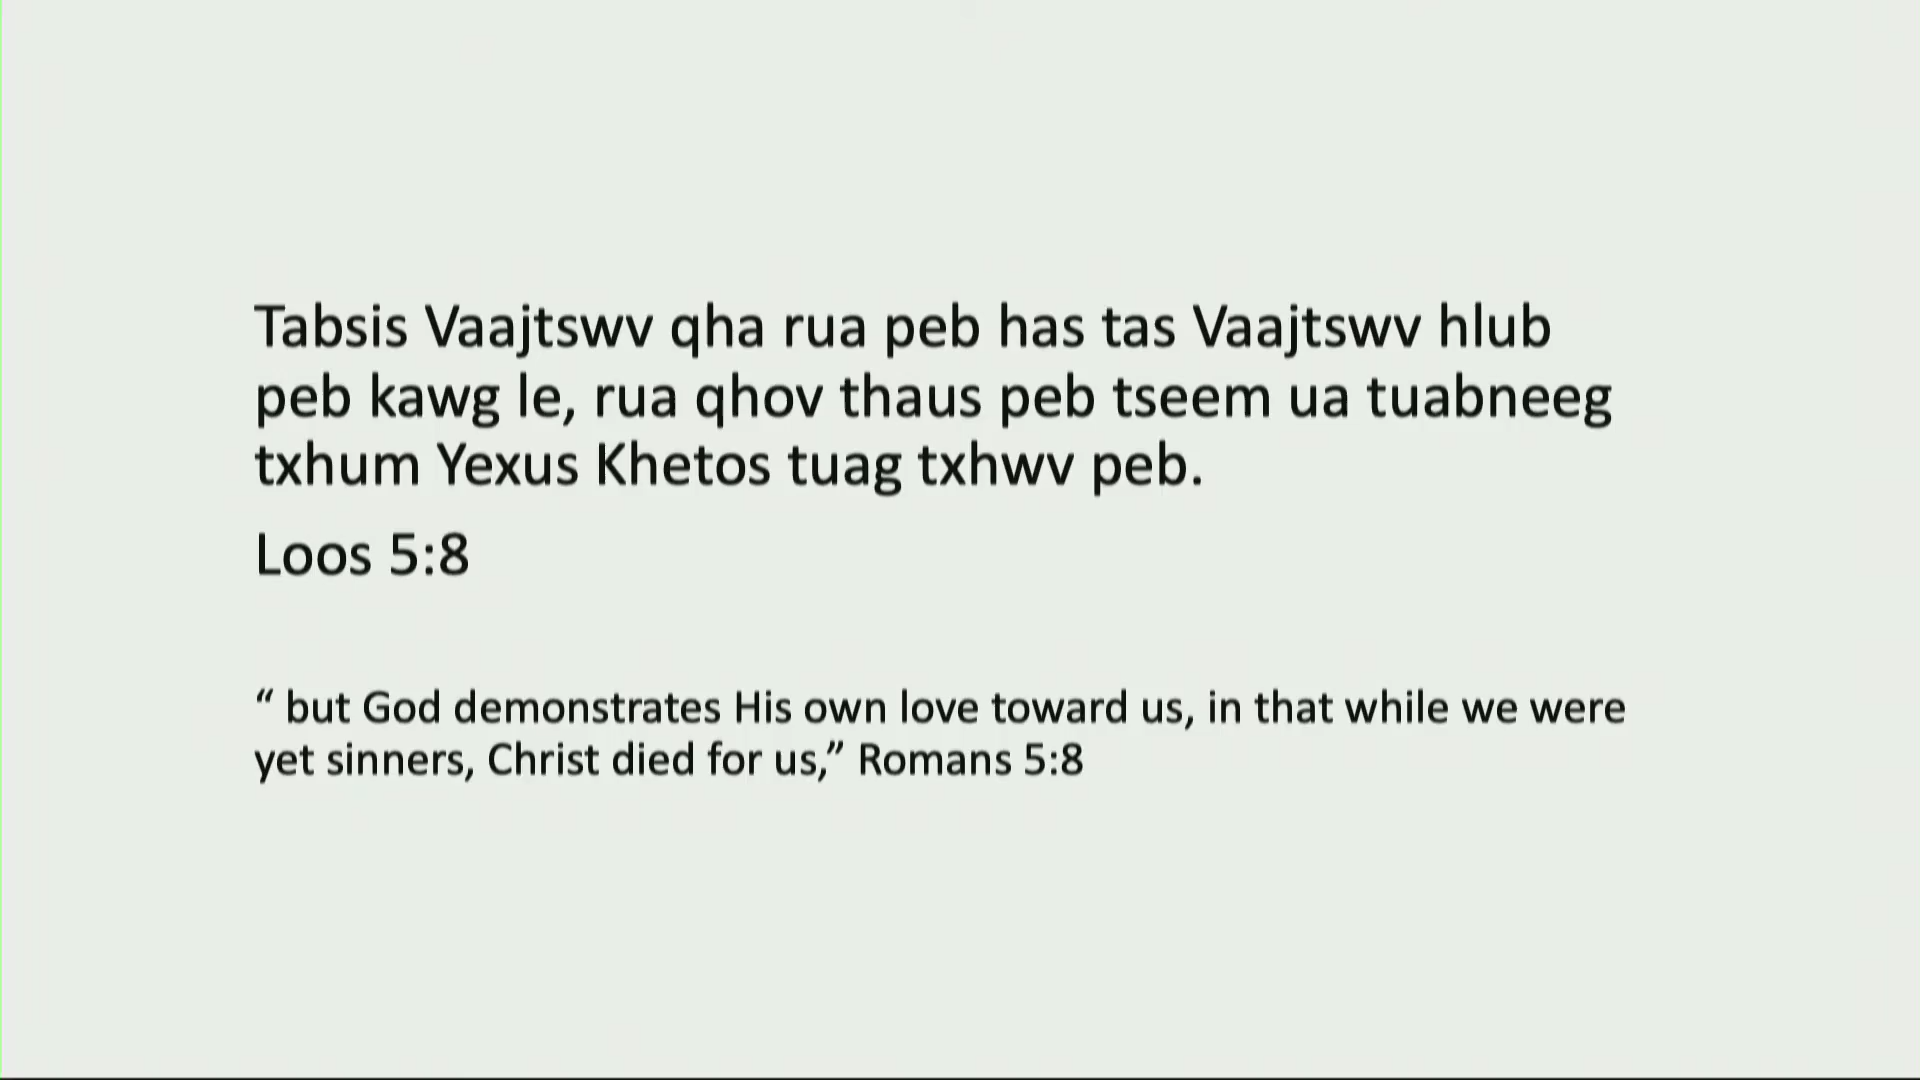 Tabsis Vaajtswv qha rua peb has tas Vaajtswv hlub
peb kawg le, rua qhov thaus peb tseem ua tuabneeg
txhum Yexus Khetos tuag txhwv peb.
Loos 5:8
“ but God demonstrates His own love toward us, in that while we were
yet sinners, Christ died for us,” Romans 5:8